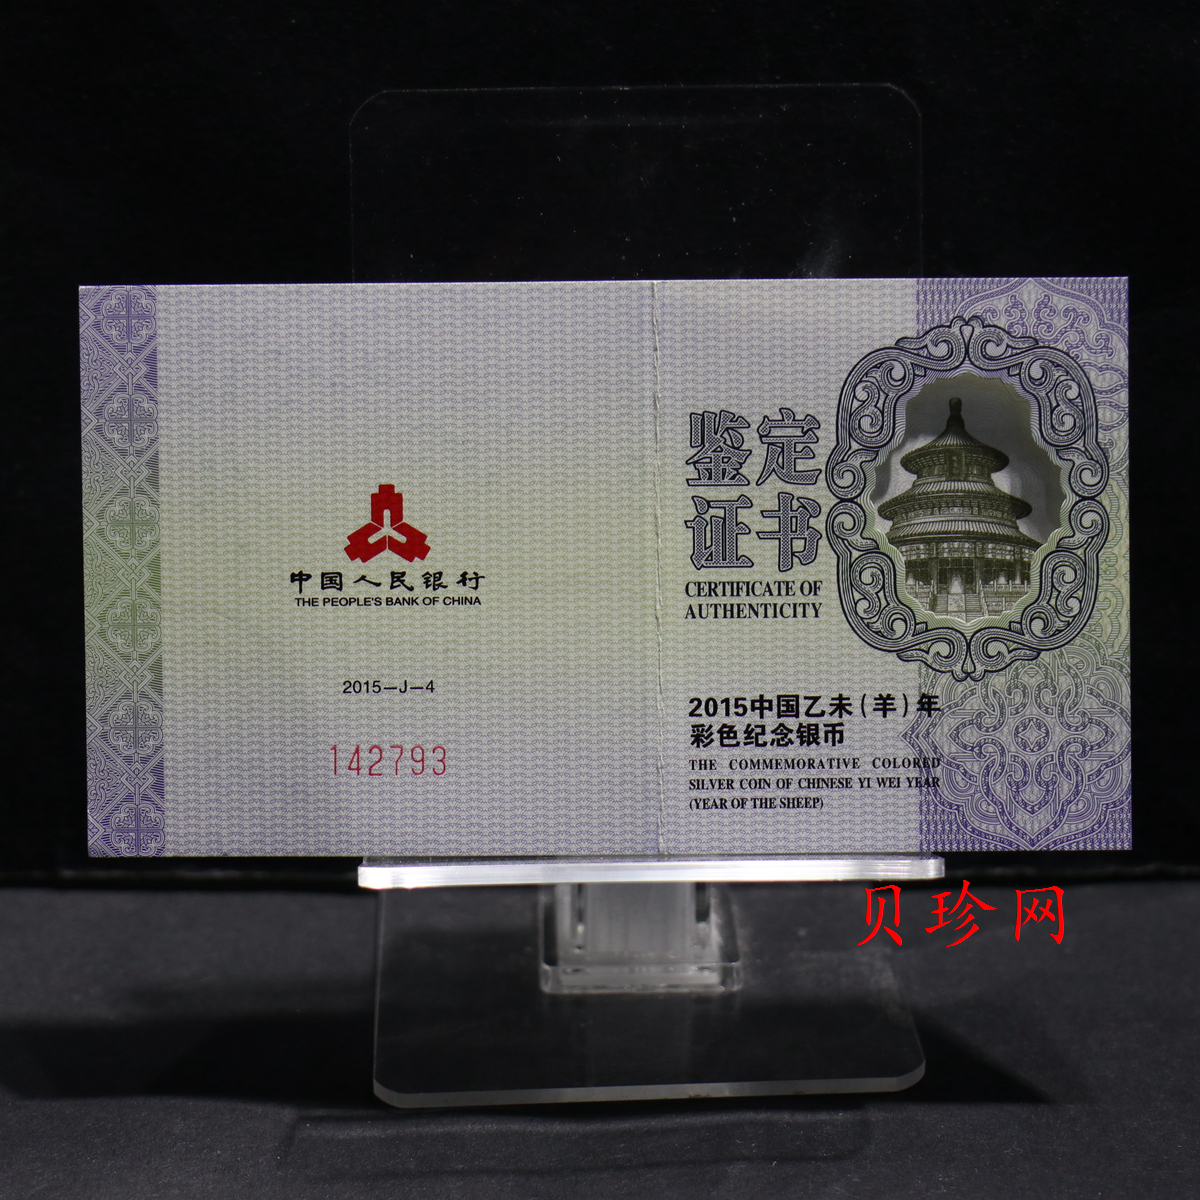 中国人民银行
THE PEOPLE'S BANK OF CHINA
2015—J—4
142793
鉴定
证书
CERTIFICATE OF
AUTHENTICITY
2015中国乙未(羊)年
彩色纪念银币
THE COMMEMORATIVE COLORED
SILVER COIN OF CHINESE YI WEI YEAR
(YEAR OF THE SHEEP)
贝珍网